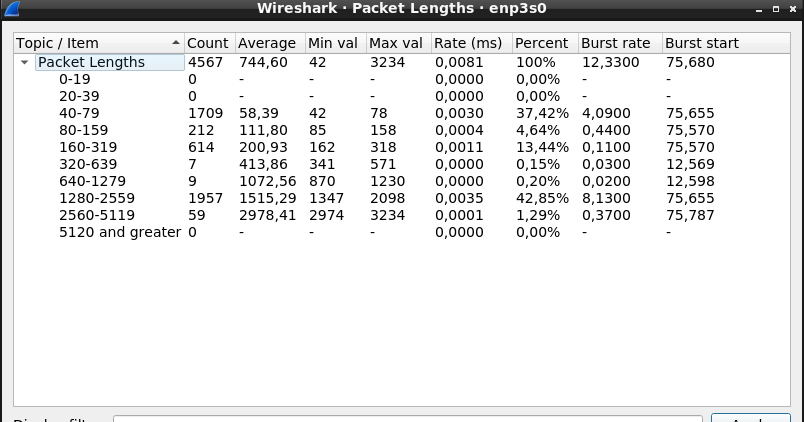 Wireshark · Packet Lengths · enp3s0
Topic / Item Count Average Min val Max val Rate (ms) Percent Burst rate Burst start
Packet Lengths 4567 744,60 42 3234 0,0081 100% 12,3300 75,680
0-19 0 - - - 0,0000 0,00% - -
20-39 0 - - - 0,0000 0,00% - -
40-79 1709 58,39 42 78 0,0030 37,42% 4,0900 75,655
80-159 212 111,80 85 158 0,0004 4,64% 0,4400 75,570
160-319 614 200,93 162 318 0,0011 13,44% 0,1100 75,570
320-639 7 413,86 341 571 0,0000 0,15% 0,0300 12,569
640-1279 9 1072,56 870 1230 0,0000 0,20% 0,0200 12,598
1280-2559 1957 1515,29 1347 2098 0,0035 42,85% 8,1300 75,655
2560-5119 59 2978,41 2974 3234 0,0001 1,29% 0,3700 75,787
5120 and greater 0 - - - 0,0000 0,00% - -